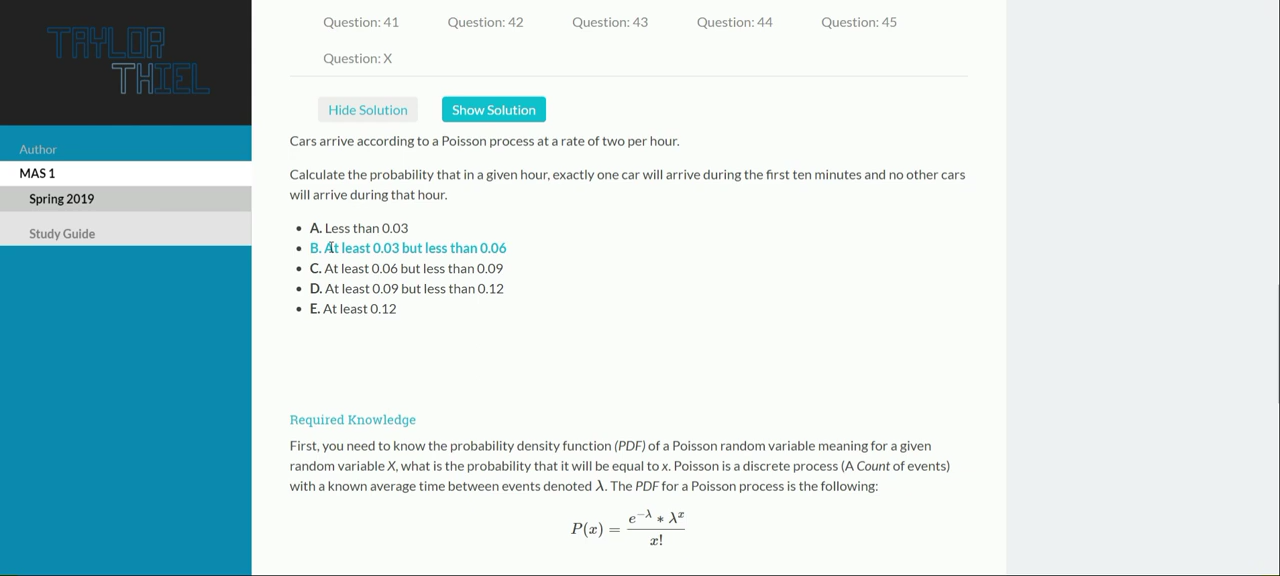 TAYLOR
THIEL
Author
MAS 1
Spring 2019
Study Guide
Question: 41 Question: 42 Question: 43 Question: 44 Question: 45
Question: X
Hide Solution Show Solution
Cars arrive according to a Poisson process at a rate of two per hour.
Calculate the probability that in a given hour, exactly one car will arrive during the first ten minutes and no other cars
will arrive during that hour.
• A. Less than 0.03
• B. At least 0.03 but less than 0.06
• C. At least 0.06 but less than 0.09
• D. At least 0.09 but less than 0.12
• E. At least 0.12
Required Knowledge
First, you need to know the probability density function (PDF) of a Poisson random variable meaning for a given
random variable X, what is the probability that it will be equal to x. Poisson is a discrete process (A Count of events)
with a known average time between events denoted λ. The PDF for a Poisson process is the following:
P(x) = e^{-λ} * λ^x / x!